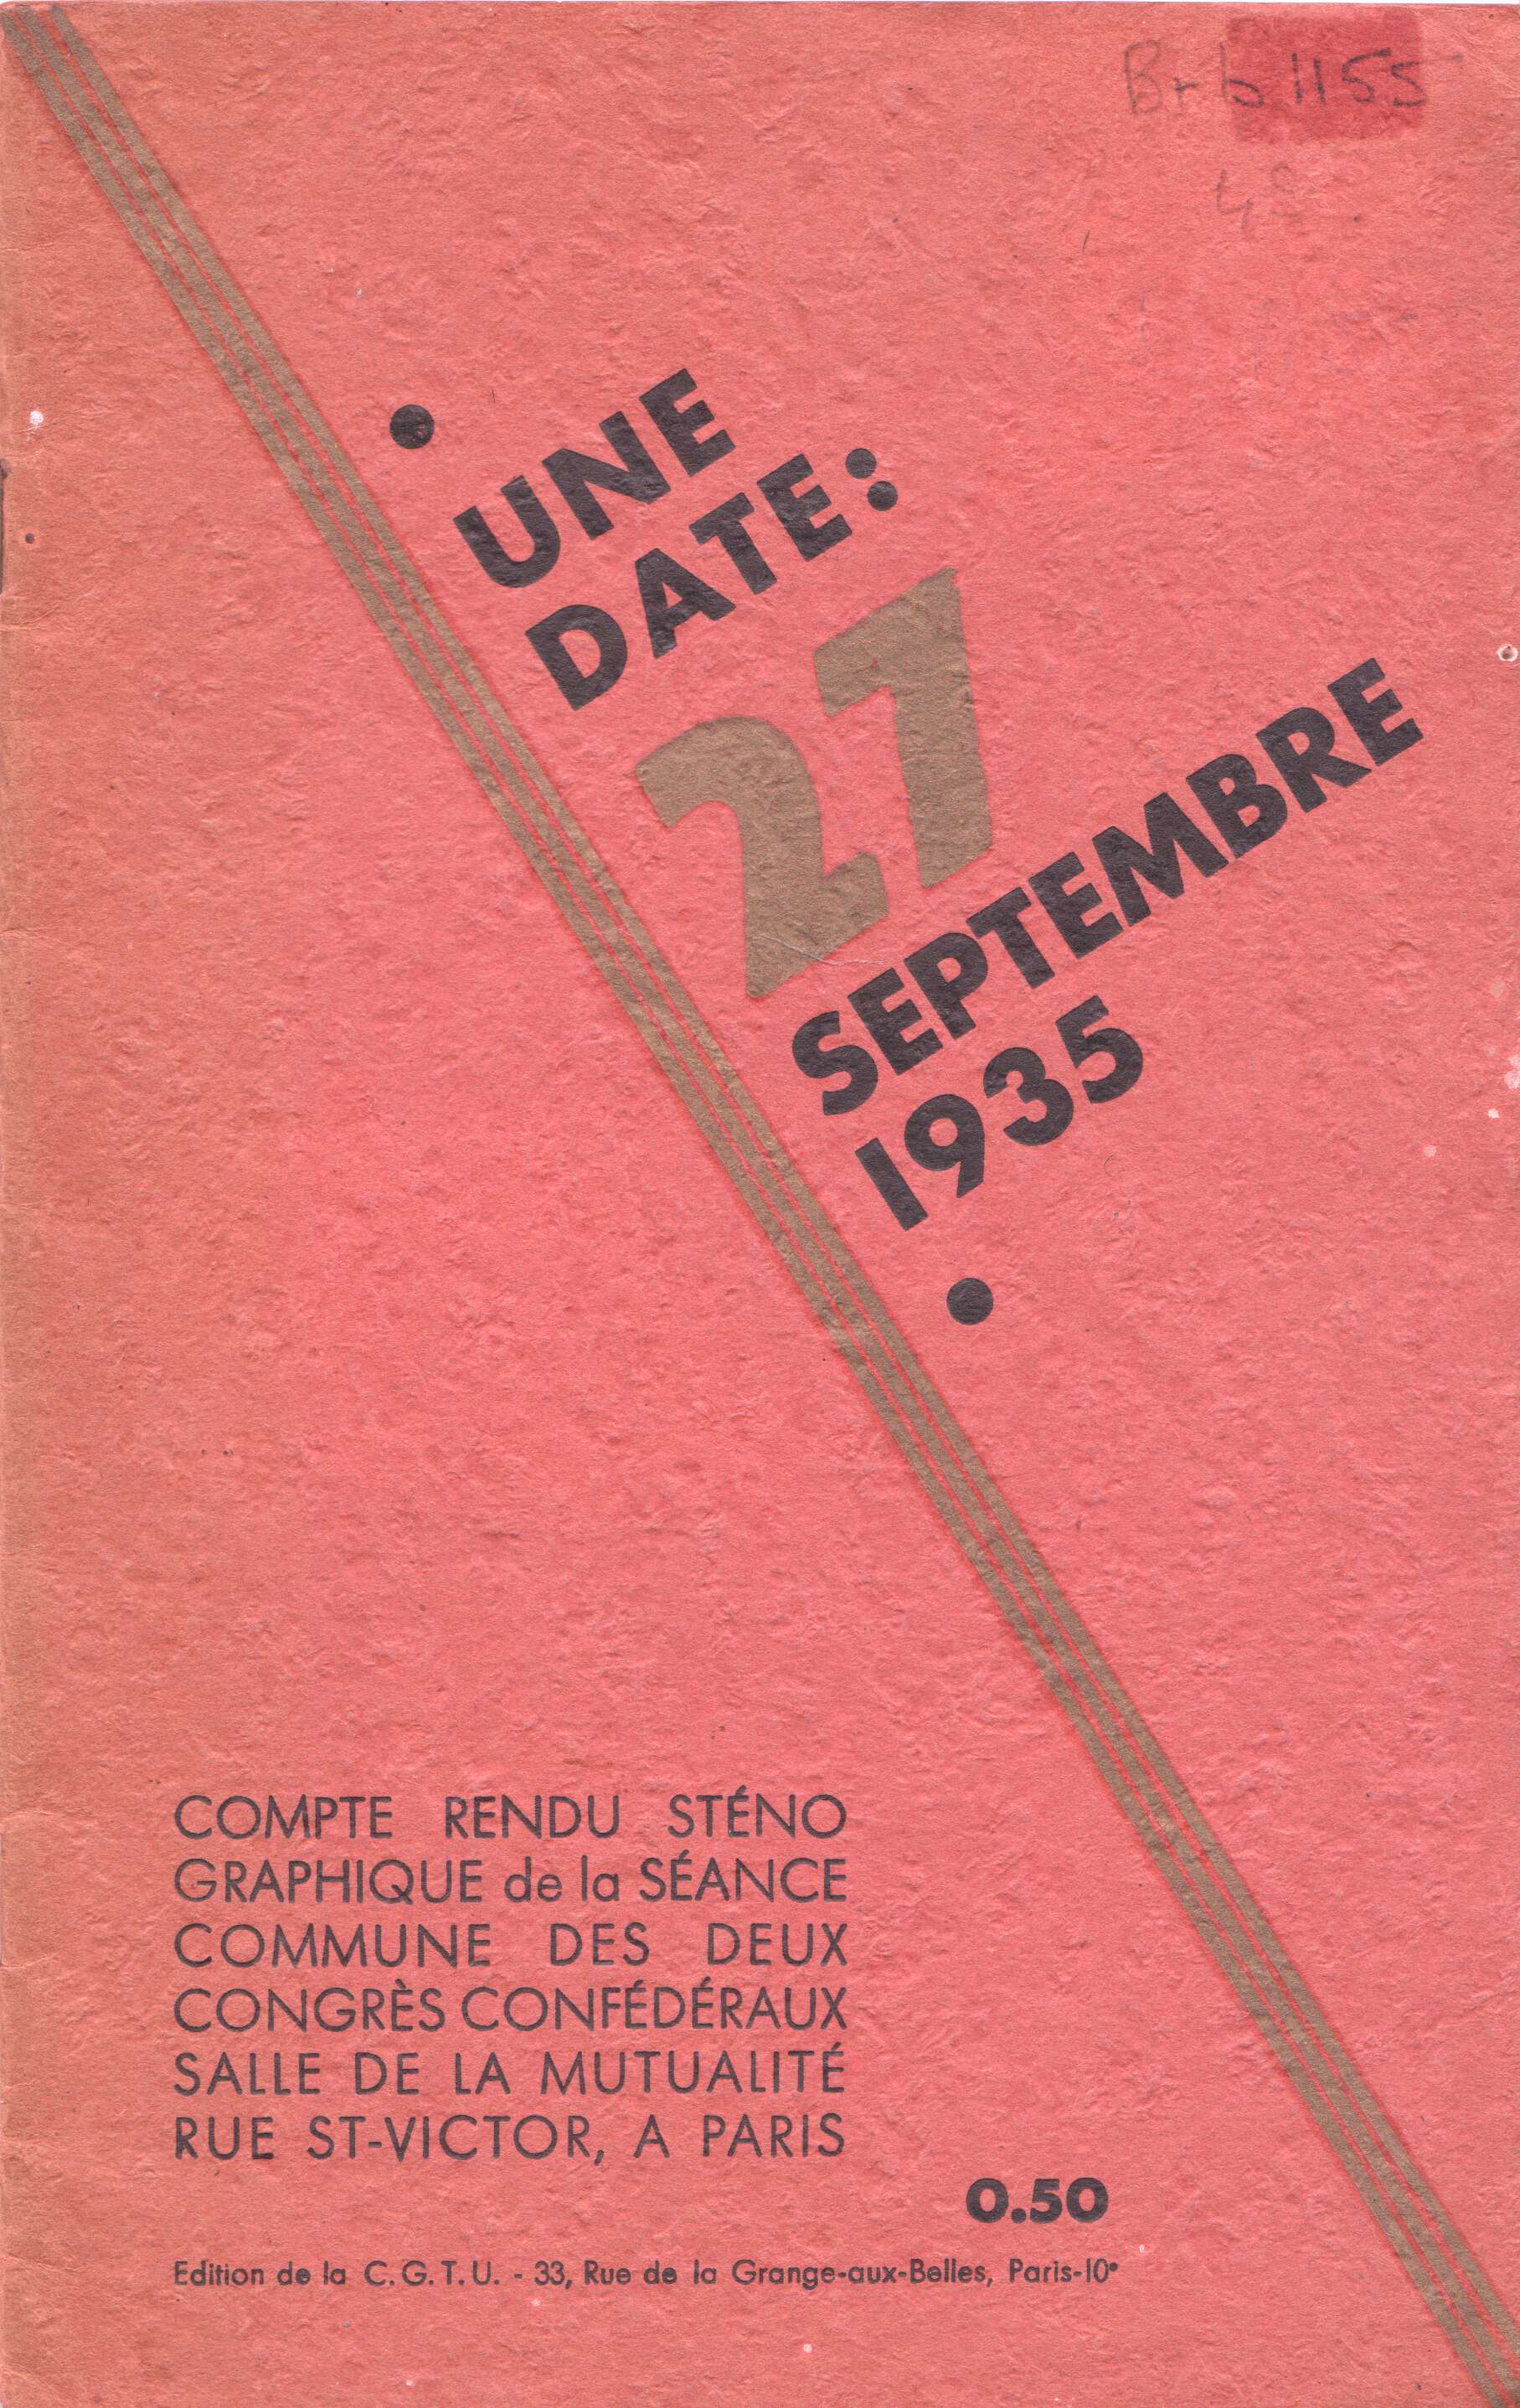 Br b 1155
4°
UNE
DATE:
27
SEPTEMBRE
1935
COMPTE RENDU STÉNO
GRAPHIQUE de la SÉANCE
COMMUNE DES DEUX
CONGRÈS CONFÉDÉRAUX
SALLE DE LA MUTUALITÉ
RUE ST-VICTOR, A PARIS
0.50
Edition de la C.G.T.U. - 33, Rue de la Grange-aux-Belles, Paris-10e